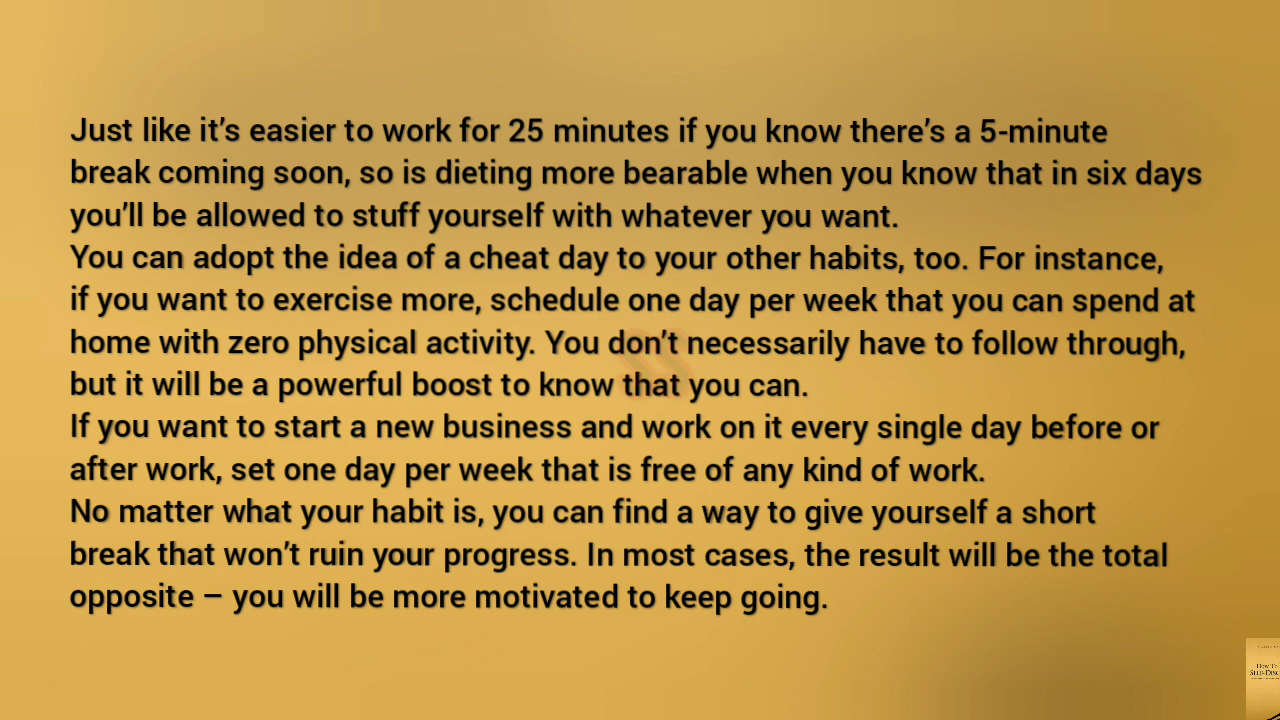 Just like it’s easier to work for 25 minutes if you know there’s a 5-minute
break coming soon, so is dieting more bearable when you know that in six days
you’ll be allowed to stuff yourself with whatever you want.
You can adopt the idea of a cheat day to your other habits, too. For instance,
if you want to exercise more, schedule one day per week that you can spend at
home with zero physical activity. You don’t necessarily have to follow through,
but it will be a powerful boost to know that you can.
If you want to start a new business and work on it every single day before or
after work, set one day per week that is free of any kind of work.
No matter what your habit is, you can find a way to give yourself a short
break that won’t ruin your progress. In most cases, the result will be the total
opposite – you will be more motivated to keep going.
How To